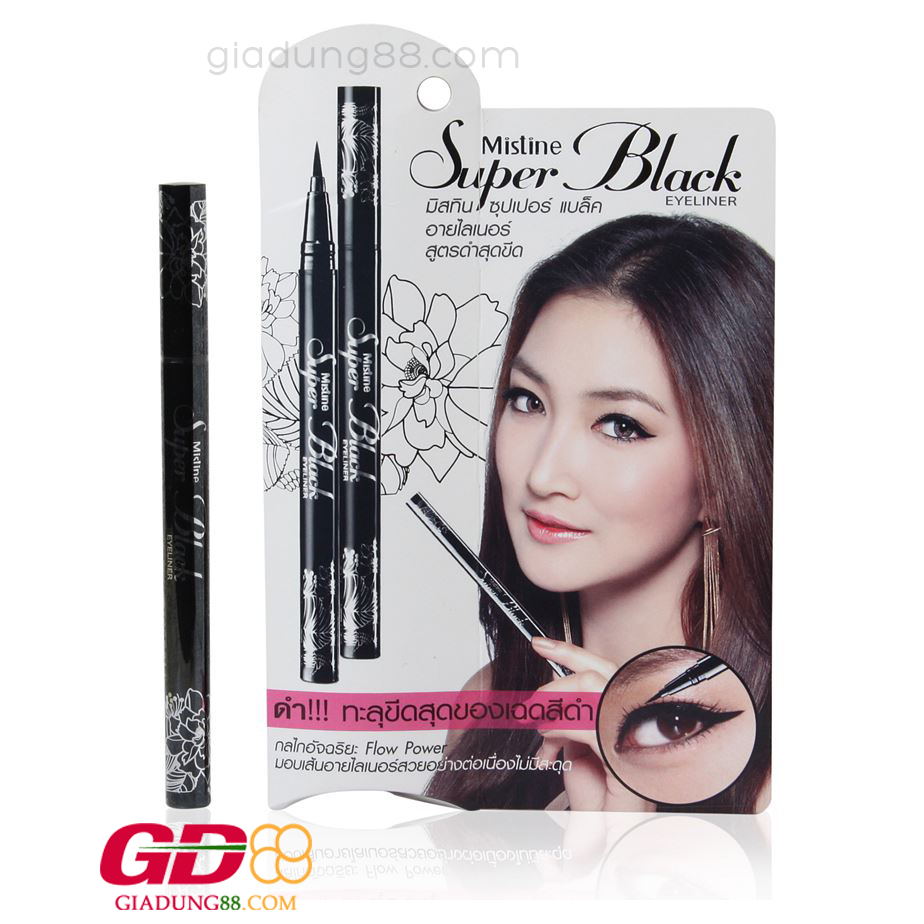 giadung88.com
Mistine
Super Black
EYELINER
มิสทิน ซุปเปอร์ แบล็ค
อายไลเนอร์
สูตรดำสุดขีด
Mistine
Super Black
EYELINER
Mistine
Super Black
EYELINER
Mistine
Super Black
EYELINER
Super Black
ดำ!!! ทะลุขีดสุดของเฉดสีดำ
กลไกอัจฉริยะ Flow Power
มอบเส้นอายไลเนอร์สวยอย่างต่อเนื่องไม่มีสะดุด
GD88
GIADUNG88.COM